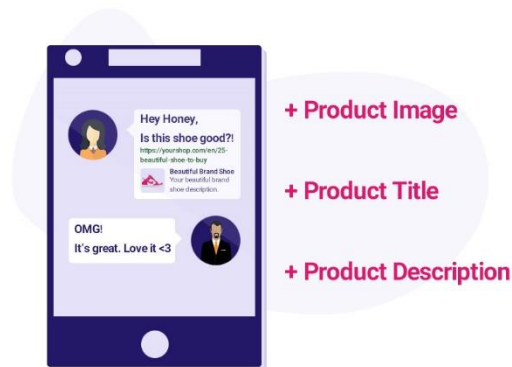 Hey Honey,
Is this shoe good?!
https://yourshop.com/en/25-
beautiful-shoe-to-buy
Beautiful Brand Shoe
Your beautiful brand
shoe description.
OMG!
It's great. Love it <3
+ Product Image
+ Product Title
+ Product Description